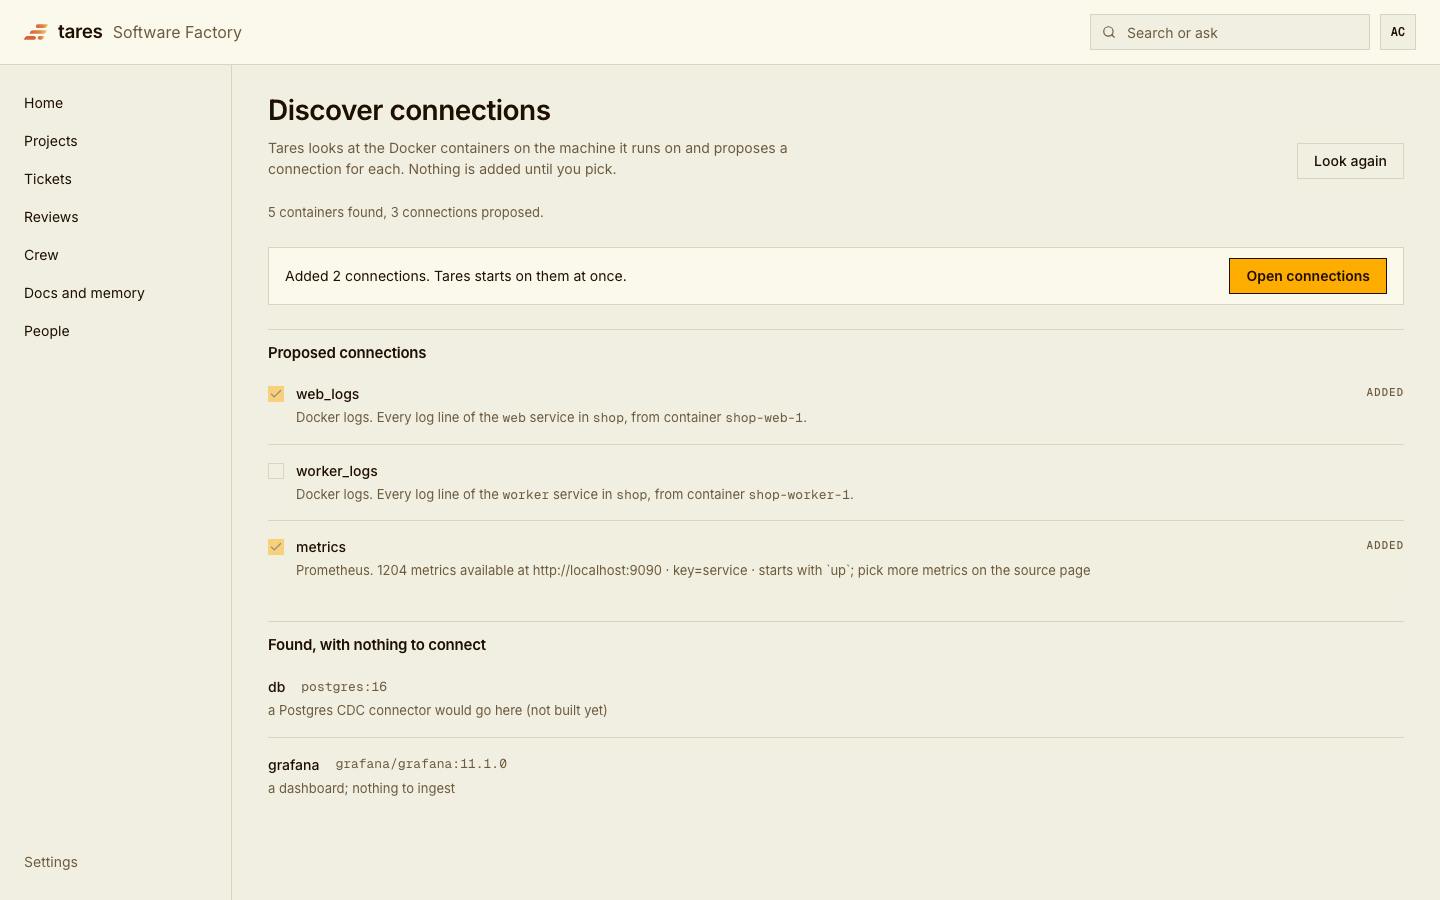 tares Software Factory
Search or ask
AC
Home
Projects
Tickets
Reviews
Crew
Docs and memory
People
Settings
Discover connections
Tares looks at the Docker containers on the machine it runs on and proposes a
connection for each. Nothing is added until you pick.
Look again
5 containers found, 3 connections proposed.
Added 2 connections. Tares starts on them at once.
Open connections
Proposed connections
web_logs
ADDED
Docker logs. Every log line of the web service in shop, from container shop-web-1.
worker_logs
Docker logs. Every log line of the worker service in shop, from container shop-worker-1.
metrics
ADDED
Prometheus. 1204 metrics available at http://localhost:9090 · key=service · starts with `up`; pick more metrics on the source page
Found, with nothing to connect
db postgres:16
a Postgres CDC connector would go here (not built yet)
grafana grafana/grafana:11.1.0
a dashboard; nothing to ingest